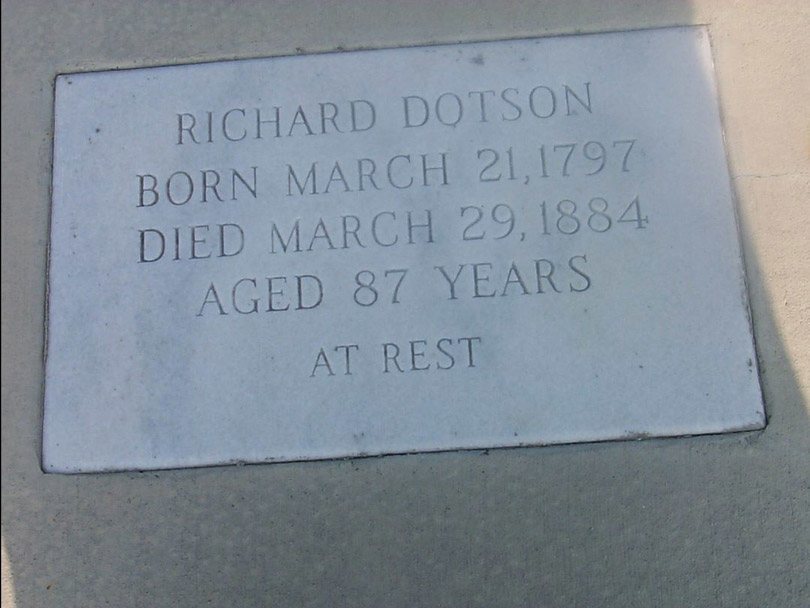 RICHARD DOTSON
BORN MARCH 21, 1797
DIED MARCH 29, 1884
AGED 87 YEARS
AT REST